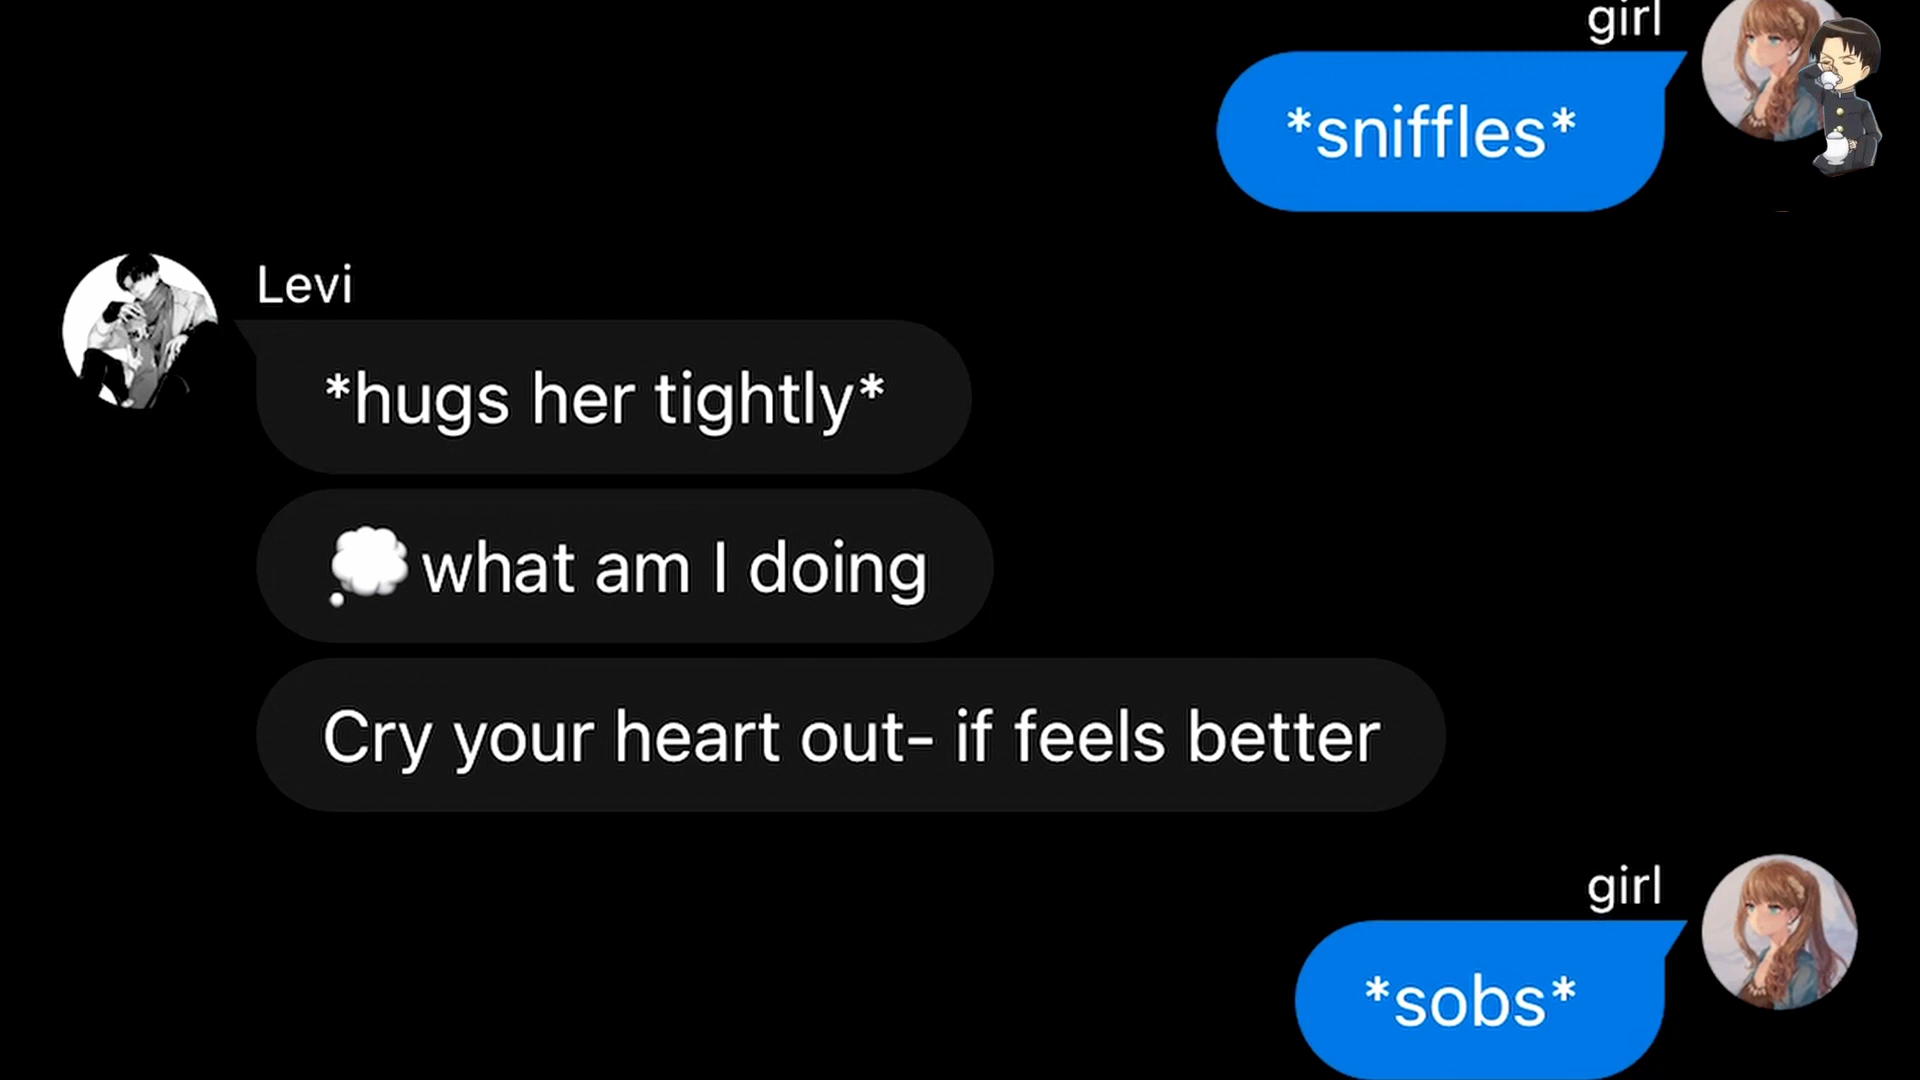 girl
*sniffles*
Levi
*hugs her tightly*
💭 what am I doing
Cry your heart out- if feels better
girl
*sobs*